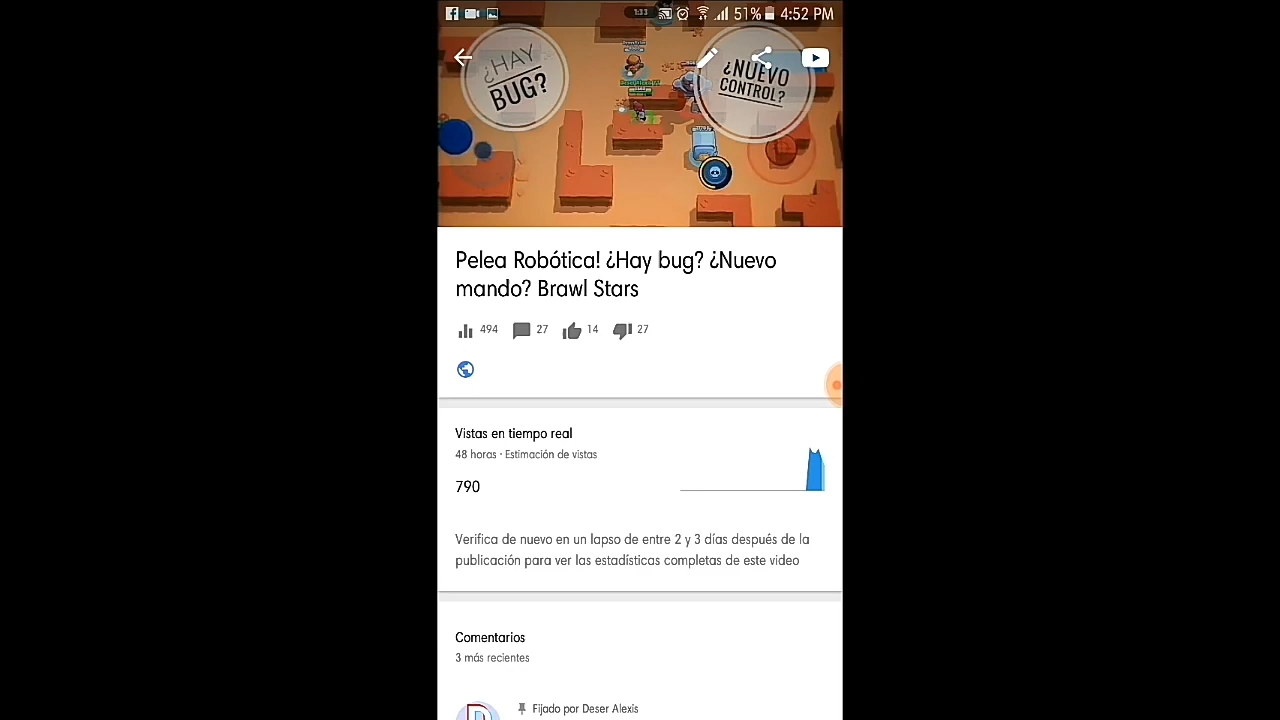 1:33
51%
4:52 PM
¿HAY
BUG?
¿NUEVO
CONTROL?
Pelea Robótica! ¿Hay bug? ¿Nuevo
mando? Brawl Stars
494
27
14
27
Vistas en tiempo real
48 horas · Estimación de vistas
790
Verifica de nuevo en un lapso de entre 2 y 3 días después de la
publicación para ver las estadísticas completas de este video
Comentarios
3 más recientes
Fijado por Deser Alexis